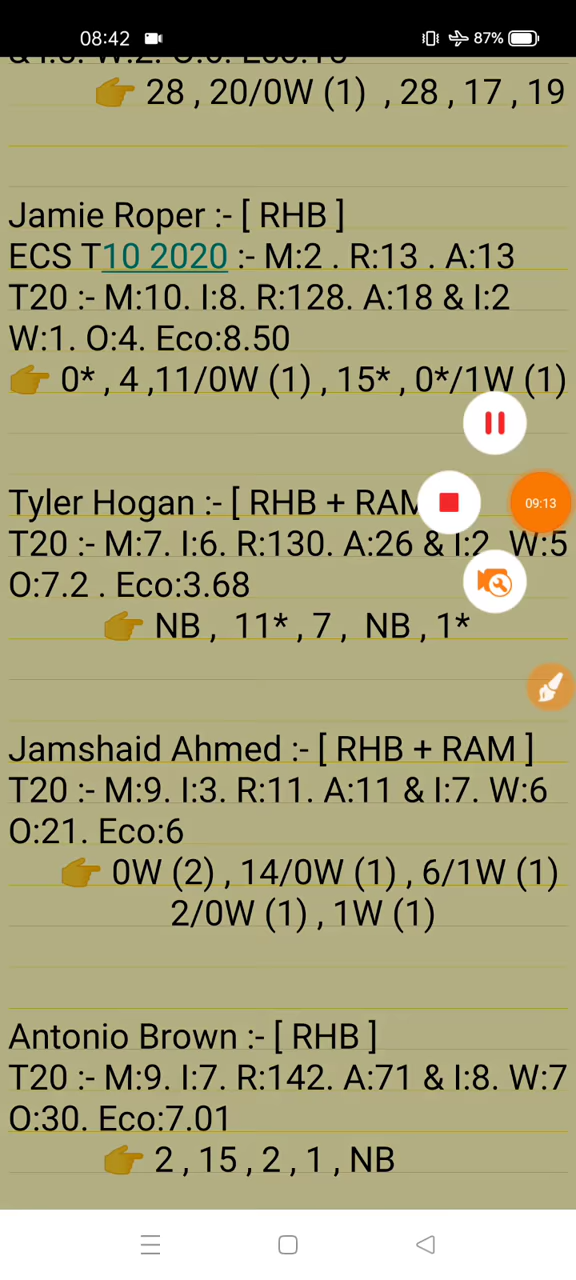 08:42 87%
28 , 20/0W (1) , 28 , 17 , 19
Jamie Roper :- [ RHB ]
ECS T10 2020 :- M:2 . R:13 . A:13
T20 :- M:10. I:8. R:128. A:18 & I:2
W:1. O:4. Eco:8.50
0* , 4 ,11/0W (1) , 15* , 0*/1W (1)
Tyler Hogan :- [ RHB + RAM
09:13
T20 :- M:7. I:6. R:130. A:26 & I:2 W:5
O:7.2 . Eco:3.68
NB , 11* , 7 , NB , 1*
Jamshaid Ahmed :- [ RHB + RAM ]
T20 :- M:9. I:3. R:11. A:11 & I:7. W:6
O:21. Eco:6
0W (2) , 14/0W (1) , 6/1W (1)
2/0W (1) , 1W (1)
Antonio Brown :- [ RHB ]
T20 :- M:9. I:7. R:142. A:71 & I:8. W:7
O:30. Eco:7.01
2 , 15 , 2 , 1 , NB